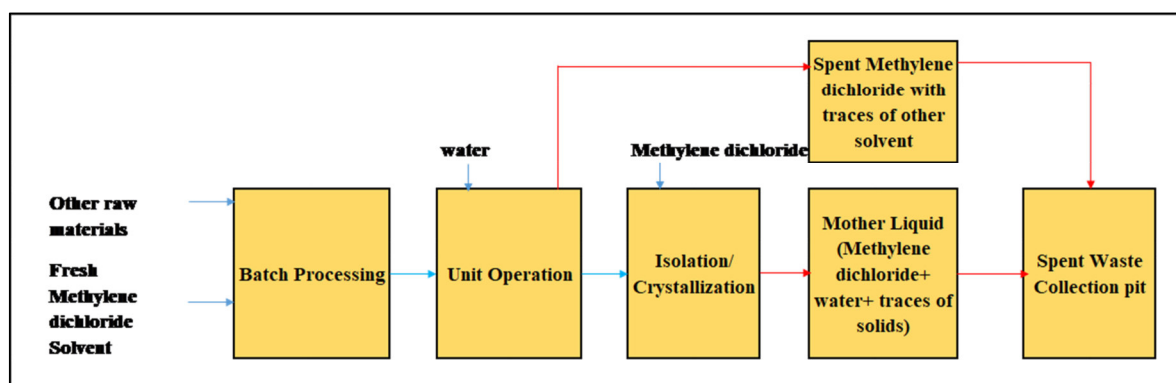 Spent Methylene
dichloride with
traces of other
solvent
water
Methylene dichloride
Other raw
materials
Fresh
Methylene
dichloride
Solvent
Batch Processing
Unit Operation
Isolation/
Crystallization
Mother Liquid
(Methylene
dichloride+
water+ traces of
solids)
Spent Waste
Collection pit